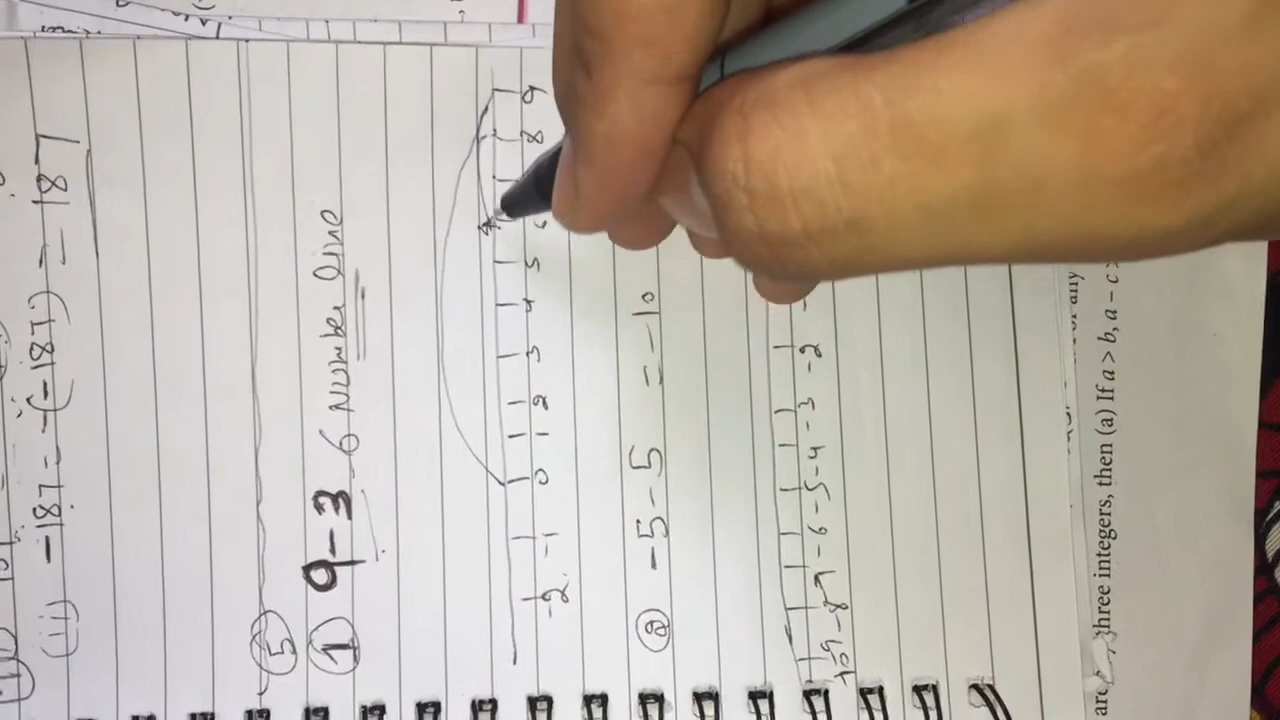 (ii) -187 = -(-187) = 187
5
1 9-3 6 Number line
-2 -1 0 1 2 3 4 5 6 8 9
2 -5-5 = -10
-10 -9 -8 -7 -6 -5 -4 -3 -2
three integers, then (a) If a > b, a - c >